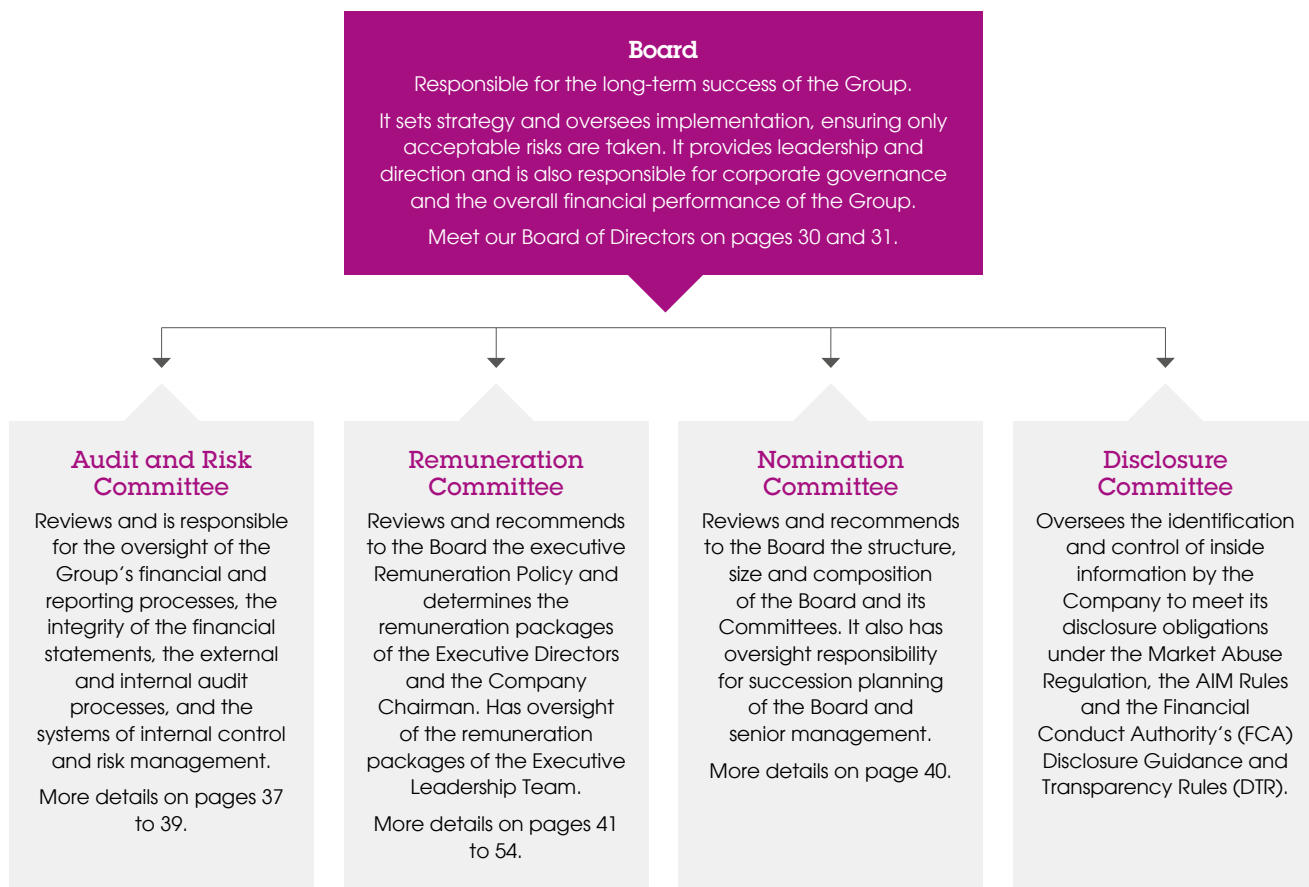 Board
Responsible for the long-term success of the Group.
It sets strategy and oversees implementation, ensuring only
acceptable risks are taken. It provides leadership and
direction and is also responsible for corporate governance
and the overall financial performance of the Group.
Meet our Board of Directors on pages 30 and 31.
Audit and Risk
Committee
Reviews and is responsible
for the oversight of the
Group’s financial and
reporting processes, the
integrity of the financial
statements, the external
and internal audit
processes, and the
systems of internal control
and risk management.
More details on pages 37
to 39.
Remuneration
Committee
Reviews and recommends
to the Board the executive
Remuneration Policy and
determines the
remuneration packages
of the Executive Directors
and the Company
Chairman. Has oversight
of the remuneration
packages of the Executive
Leadership Team.
More details on pages 41
to 54.
Nomination
Committee
Reviews and recommends
to the Board the structure,
size and composition
of the Board and its
Committees. It also has
oversight responsibility
for succession planning
of the Board and
senior management.
More details on page 40.
Disclosure
Committee
Oversees the identification
and control of inside
information by the
Company to meet its
disclosure obligations
under the Market Abuse
Regulation, the AIM Rules
and the Financial
Conduct Authority’s (FCA)
Disclosure Guidance and
Transparency Rules (DTR).